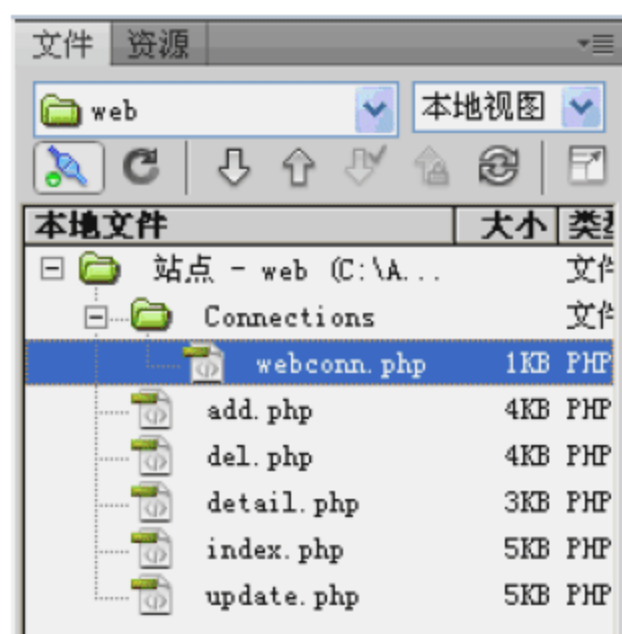 文件 资源
web 本地视图
本地文件 大小 类型
站点 - web (C:\A... 文件
Connections 文件
webconn.php 1KB PHP
add.php 4KB PHP
del.php 4KB PHP
detail.php 3KB PHP
index.php 5KB PHP
update.php 5KB PHP